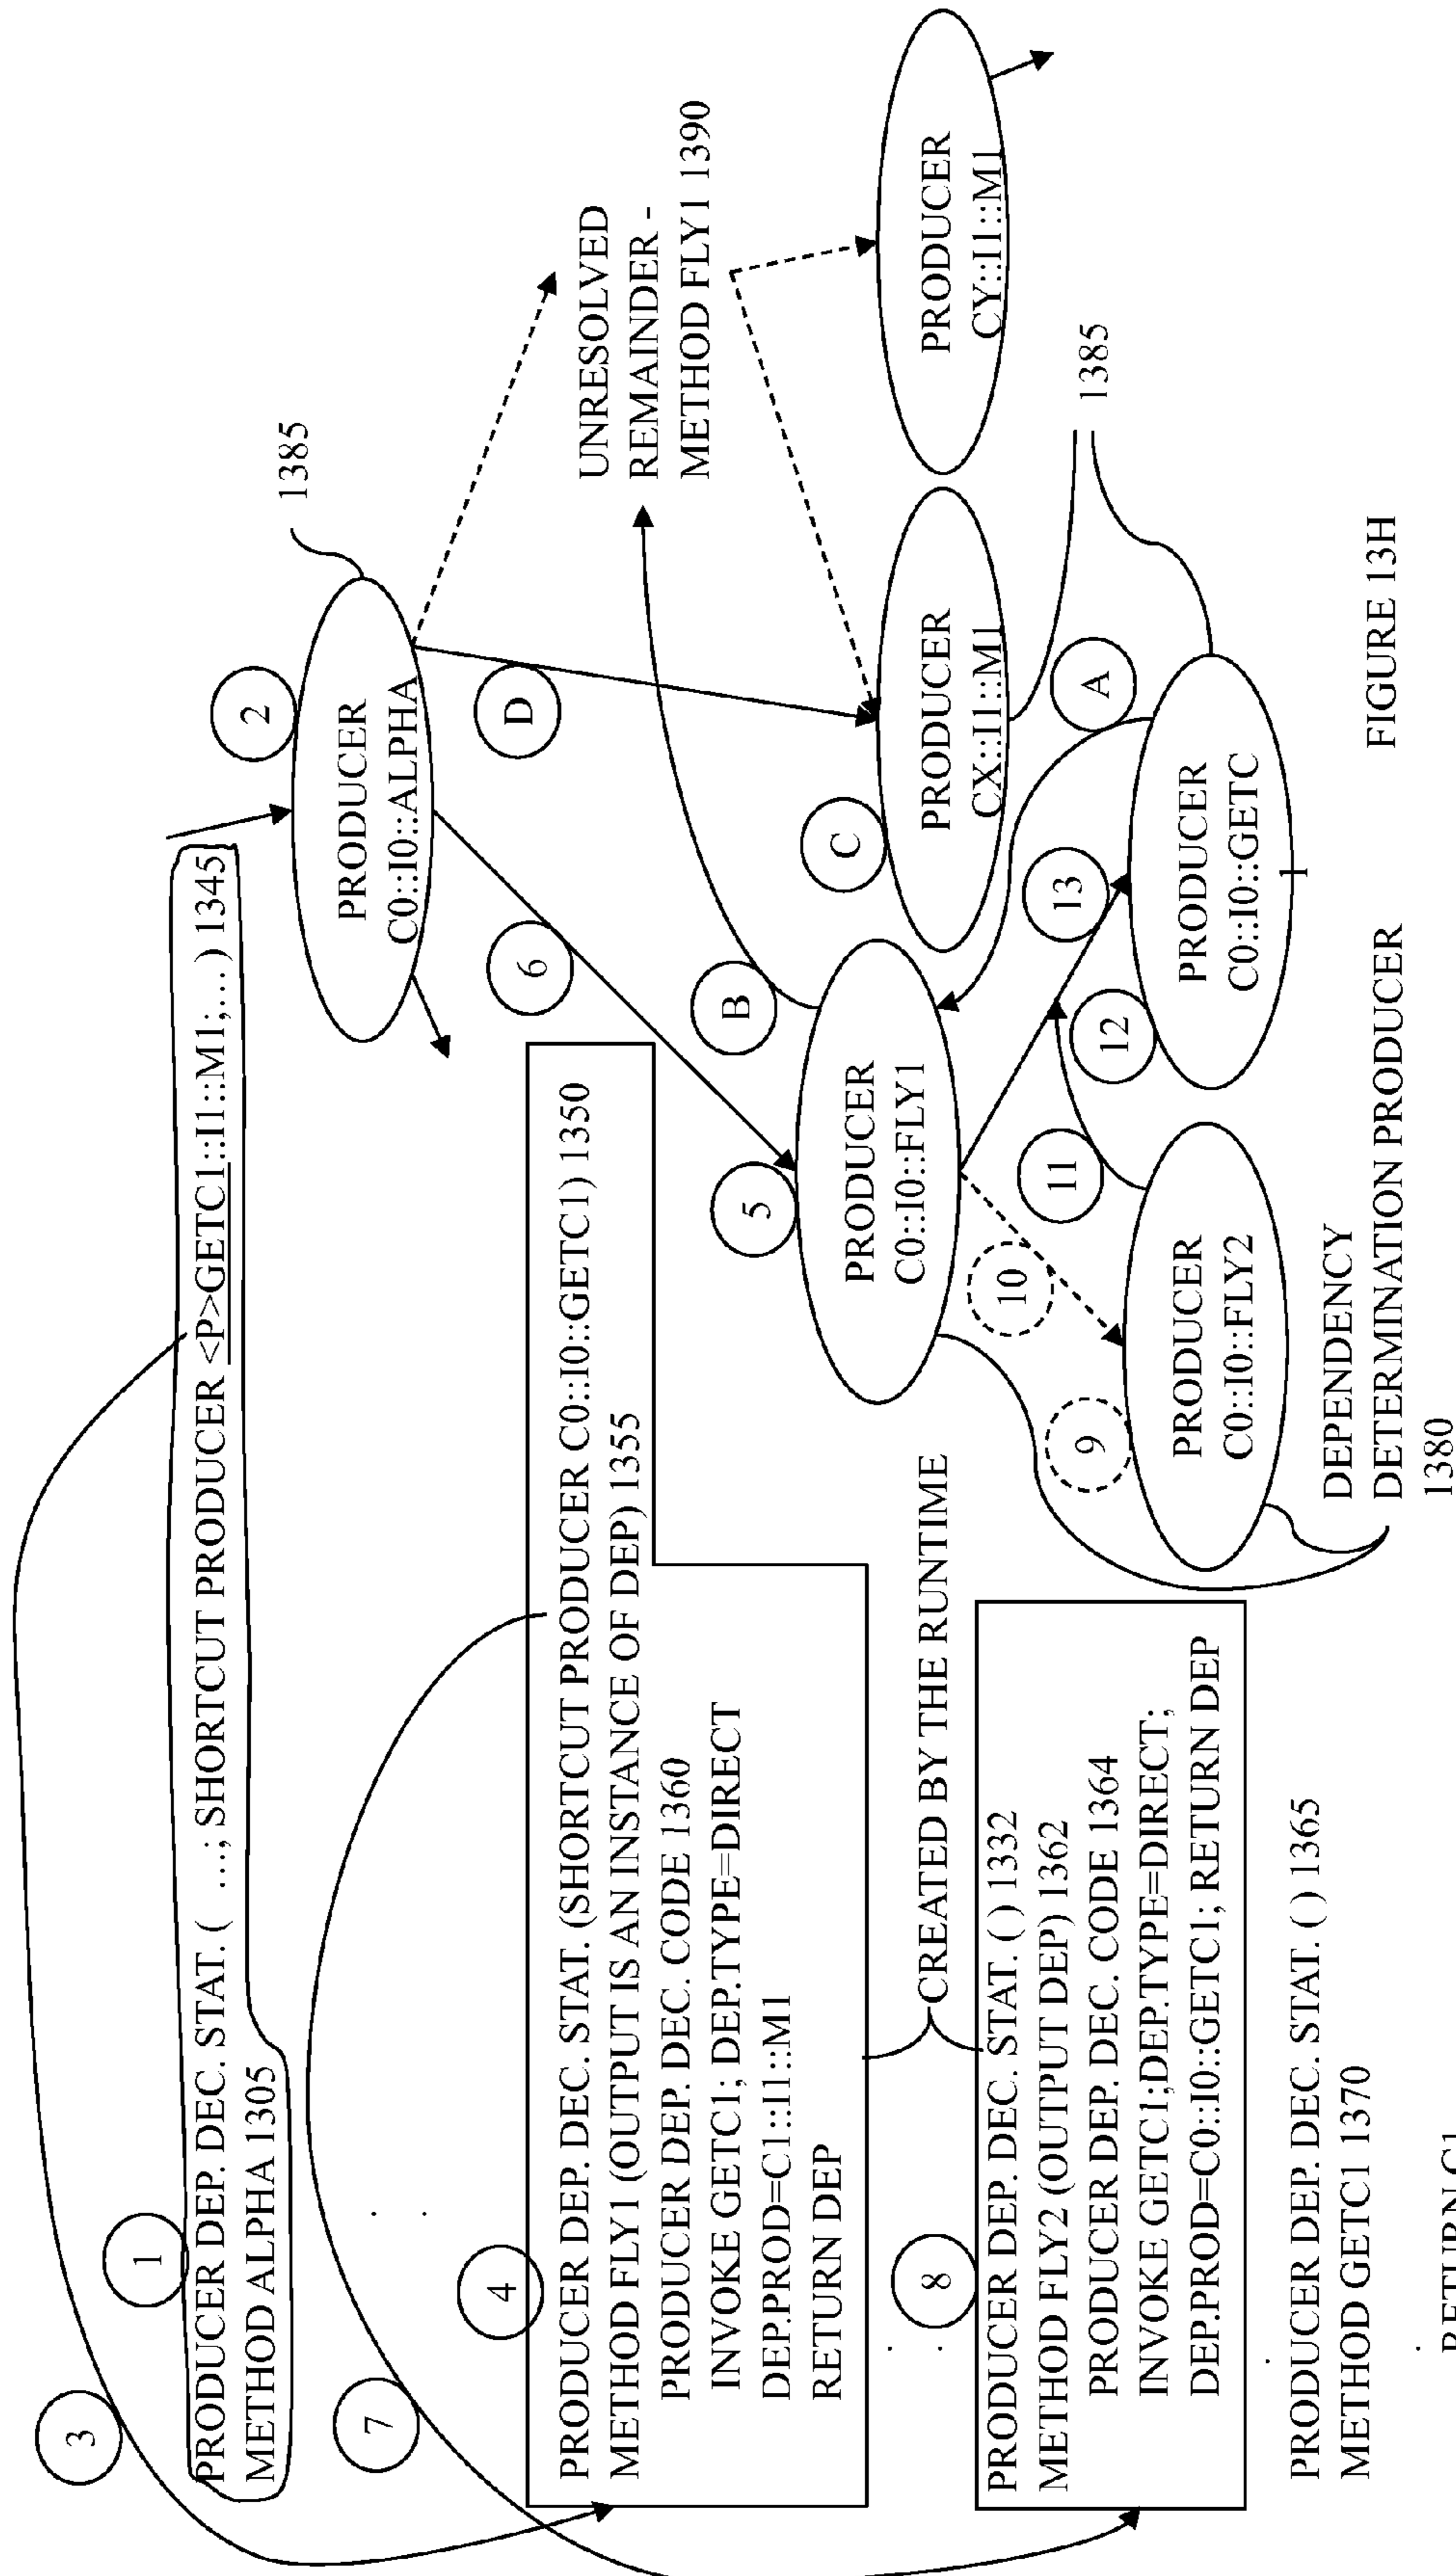 3
1
PRODUCER DEP. DEC. STAT. ( …; SHORTCUT PRODUCER <P>GETC1::I1::M1;… ) 1345
METHOD ALPHA 1305
2
PRODUCER
C0::I0::ALPHA
1385
7
4
PRODUCER DEP. DEC. STAT. (SHORTCUT PRODUCER C0::I0::GETC1) 1350
METHOD FLY1 (OUTPUT IS AN INSTANCE OF DEP) 1355
PRODUCER DEP. DEC. CODE 1360
INVOKE GETC1; DEP.TYPE=DIRECT
DEP.PROD=C1::I1::M1
RETURN DEP
6
D
UNRESOLVED
REMAINDER -
METHOD FLY1 1390
CREATED BY THE RUNTIME
5
PRODUCER
C0::I0::FLY1
B
C
PRODUCER
CX::I1::M1
PRODUCER
CY::I1::M1
8
PRODUCER DEP. DEC. STAT. ( ) 1332
METHOD FLY2 (OUTPUT DEP) 1362
PRODUCER DEP. DEC. CODE 1364
INVOKE GETC1;DEP.TYPE=DIRECT;
DEP.PROD=C0::I0::GETC1; RETURN DEP
9
10
11
12
13
A
1385
PRODUCER
C0::I0::FLY2
PRODUCER
C0::I0::GETC
1
PRODUCER DEP. DEC. STAT. ( ) 1365
METHOD GETC1 1370
RETURN C1
DEPENDENCY
DETERMINATION PRODUCER
1380
FIGURE 13H